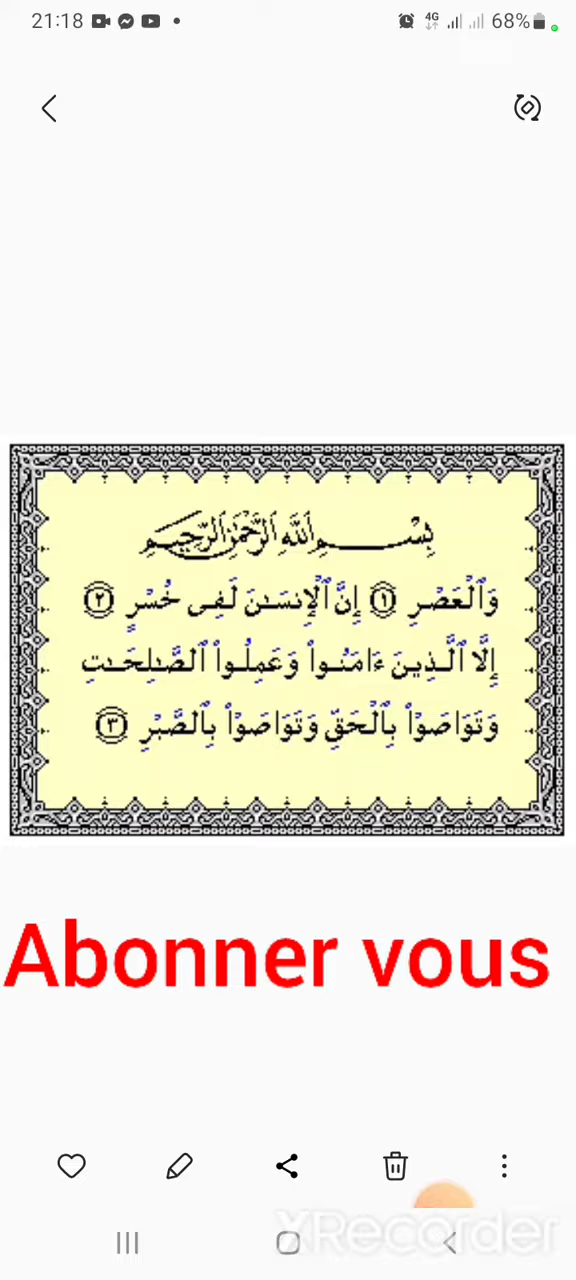 21:18
4G
68%
بِسْمِ ٱللَّهِ ٱلرَّحْمَٰنِ ٱلرَّحِيمِ
وَٱلْعَصْرِ ١ إِنَّ ٱلْإِنسَٰنَ لَفِى خُسْرٍ ٢
إِلَّا ٱلَّذِينَ ءَامَنُوا۟ وَعَمِلُوا۟ ٱلصَّٰلِحَٰتِ
وَتَوَاصَوْا۟ بِٱلْحَقِّ وَتَوَاصَوْا۟ بِٱلصَّبْرِ ٣
Abonner vous
XRecorder